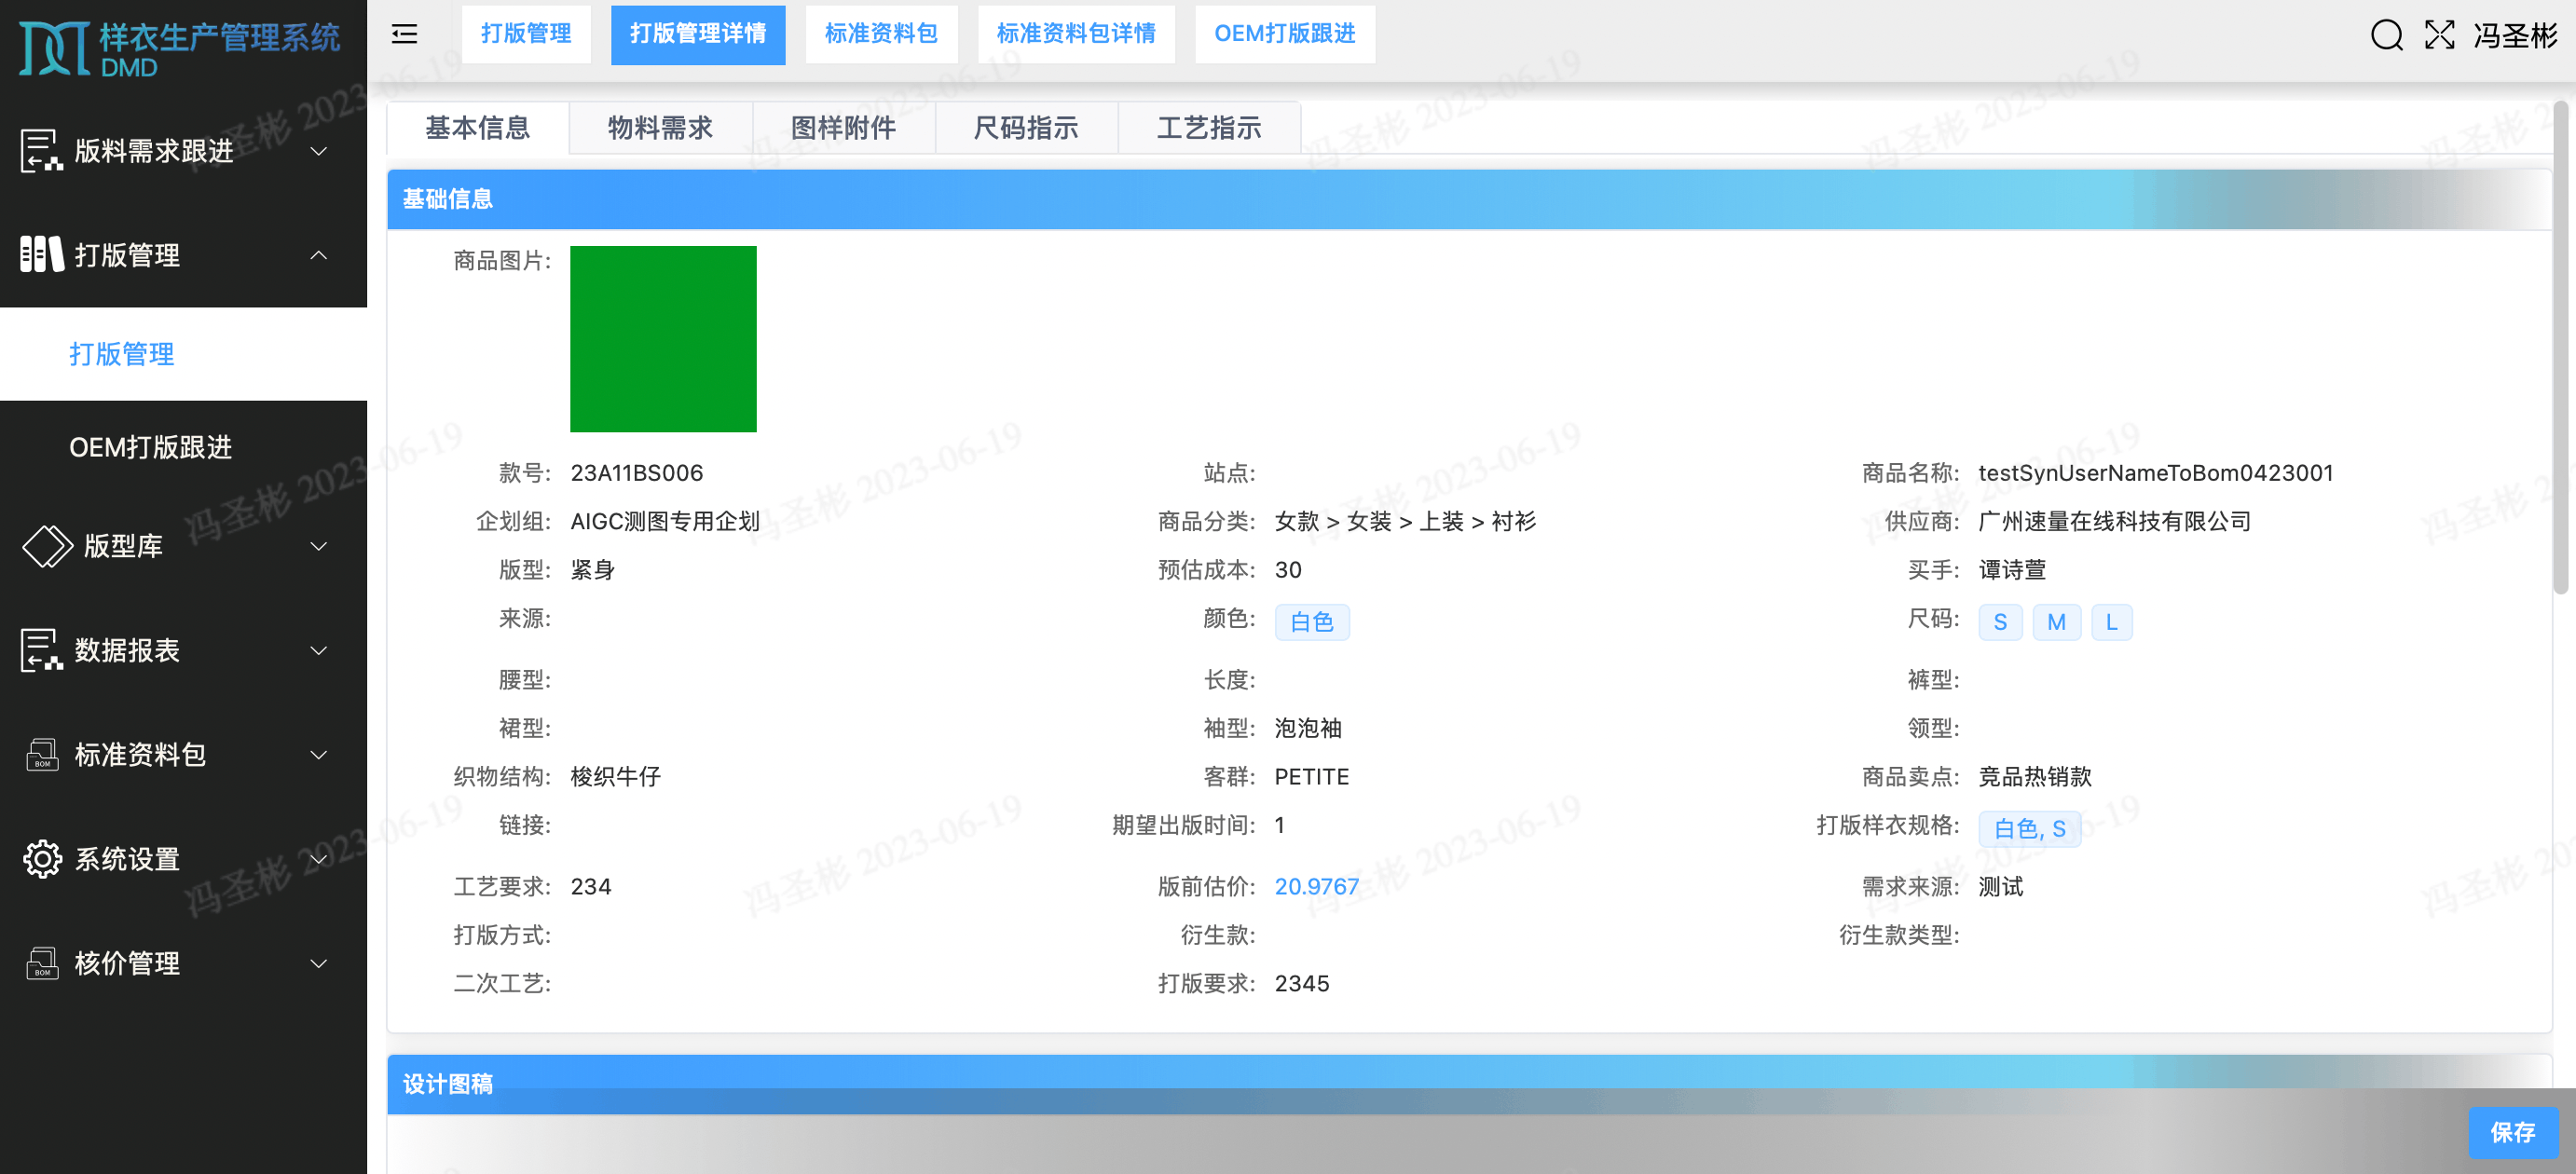 样衣生产管理系统
DMD
打版管理 打版管理详情 标准资料包 标准资料包详情 OEM打版跟进
冯圣彬
版料需求跟进
打版管理
打版管理
OEM打版跟进
版型库
数据报表
标准资料包
系统设置
核价管理
基本信息 物料需求 图样附件 尺码指示 工艺指示
基础信息
商品图片:
款号: 23A11BS006 站点: 商品名称: testSynUserNameToBom0423001
企划组: AIGC测图专用企划 商品分类: 女款 > 女装 > 上装 > 衬衫 供应商: 广州速量在线科技有限公司
版型: 紧身 预估成本: 30 买手: 谭诗萱
来源: 颜色: 白色 尺码: S M L
腰型: 长度: 裤型:
裙型: 袖型: 泡泡袖 领型:
织物结构: 梭织牛仔 客群: PETITE 商品卖点: 竞品热销款
链接: 期望出版时间: 1 打版样衣规格: 白色, S
工艺要求: 234 版前估价: 20.9767 需求来源: 测试
打版方式: 衍生款: 衍生款类型:
二次工艺: 打版要求: 2345
设计图稿
保存
冯圣彬 2023-06-19